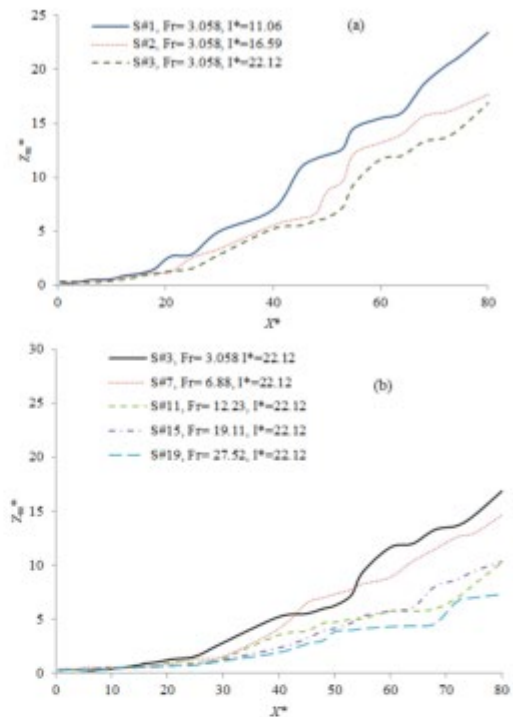 (a)
S#1, Fr= 3.058, I*=11.06
S#2, Fr= 3.058, I*=16.59
S#3, Fr= 3.058, I*=22.12
25
20
15
10
5
0
Zm*
0 20 40 60 80
X*
(b)
S#3, Fr= 3.058 I*=22.12
S#7, Fr= 6.88, I*=22.12
S#11, Fr= 12.23, I*=22.12
S#15, Fr= 19.11, I*=22.12
S#19, Fr= 27.52, I*=22.12
30
25
20
15
10
5
0
Zm*
0 10 20 30 40 50 60 70 80
X*